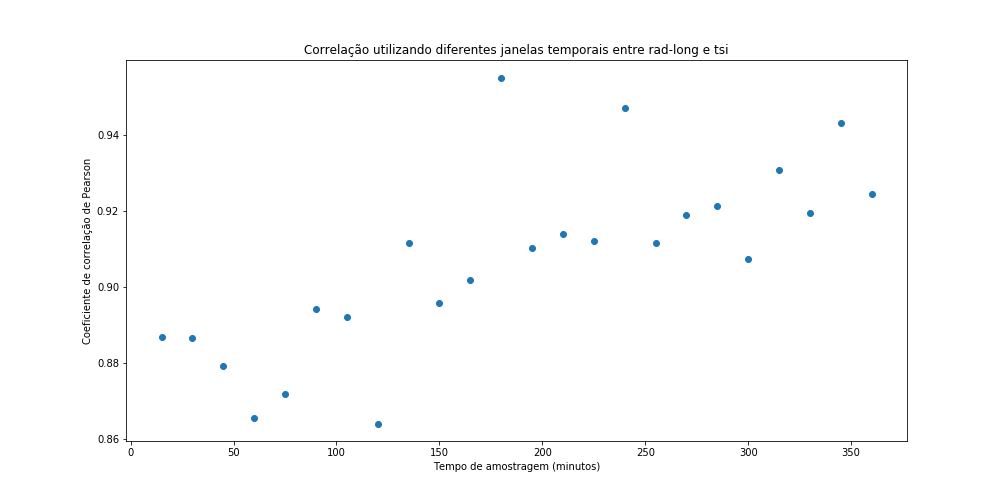 Correlação utilizando diferentes janelas temporais entre rad-long e tsi
Coeficiente de correlação de Pearson
0.94
0.92
0.90
0.88
0.86
0 50 100 150 200 250 300 350
Tempo de amostragem (minutos)